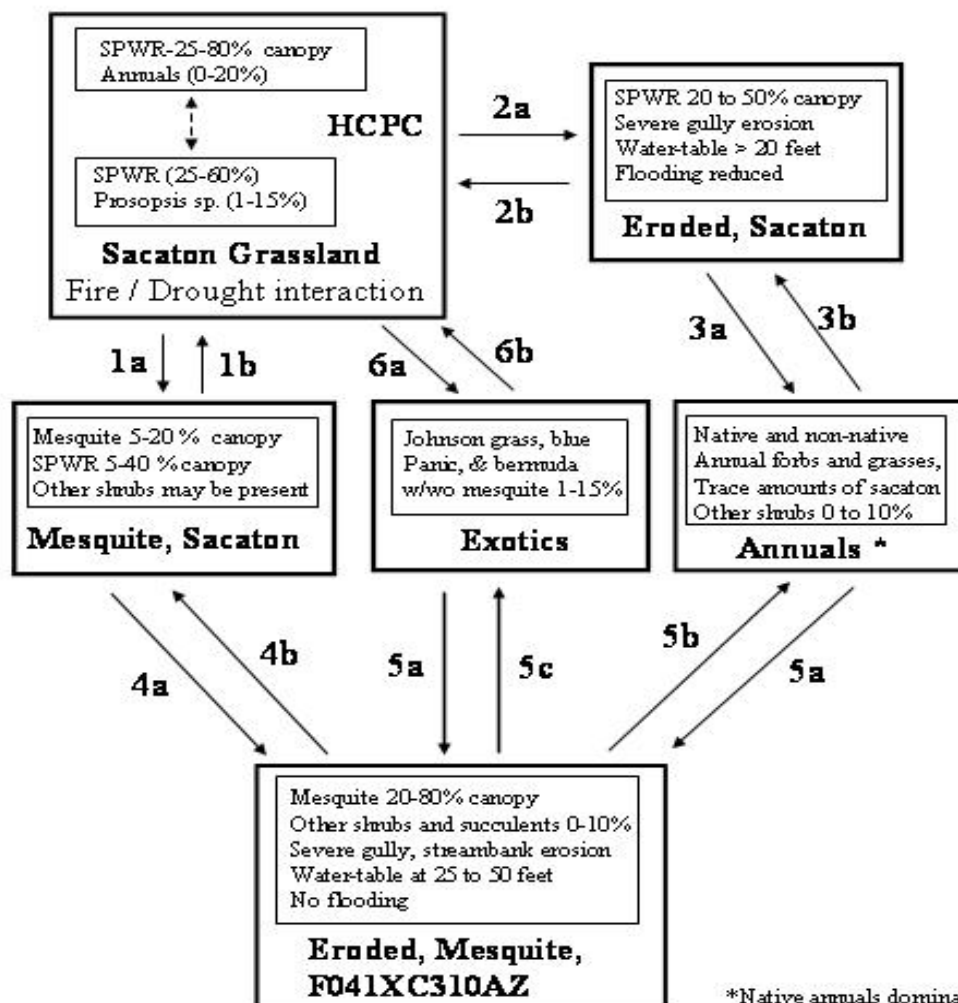 SPWR-25-80% canopy
Annuals (0-20%)
HCPC
SPWR (25-60%)
Prosopsis sp. (1-15%)
Sacaton Grassland
Fire / Drought interaction
2a
2b
SPWR 20 to 50% canopy
Severe gully erosion
Water-table > 20 feet
Flooding reduced
Eroded, Sacaton
1a
1b
6a
6b
3a
3b
Mesquite 5-20 % canopy
SPWR 5-40 % canopy
Other shrubs may be present
Mesquite, Sacaton
Johnson grass, blue
Panic, & bermuda
w/wo mesquite 1-15%
Exotics
Native and non-native
Annual forbs and grasses,
Trace amounts of sacaton
Other shrubs 0 to 10%
Annuals *
4a
4b
5a
5c
5b
5a
Mesquite 20-80% canopy
Other shrubs and succulents 0-10%
Severe gully, streambank erosion
Water-table at 25 to 50 feet
No flooding
Eroded, Mesquite,
F041XC310AZ
*Native annuals domina